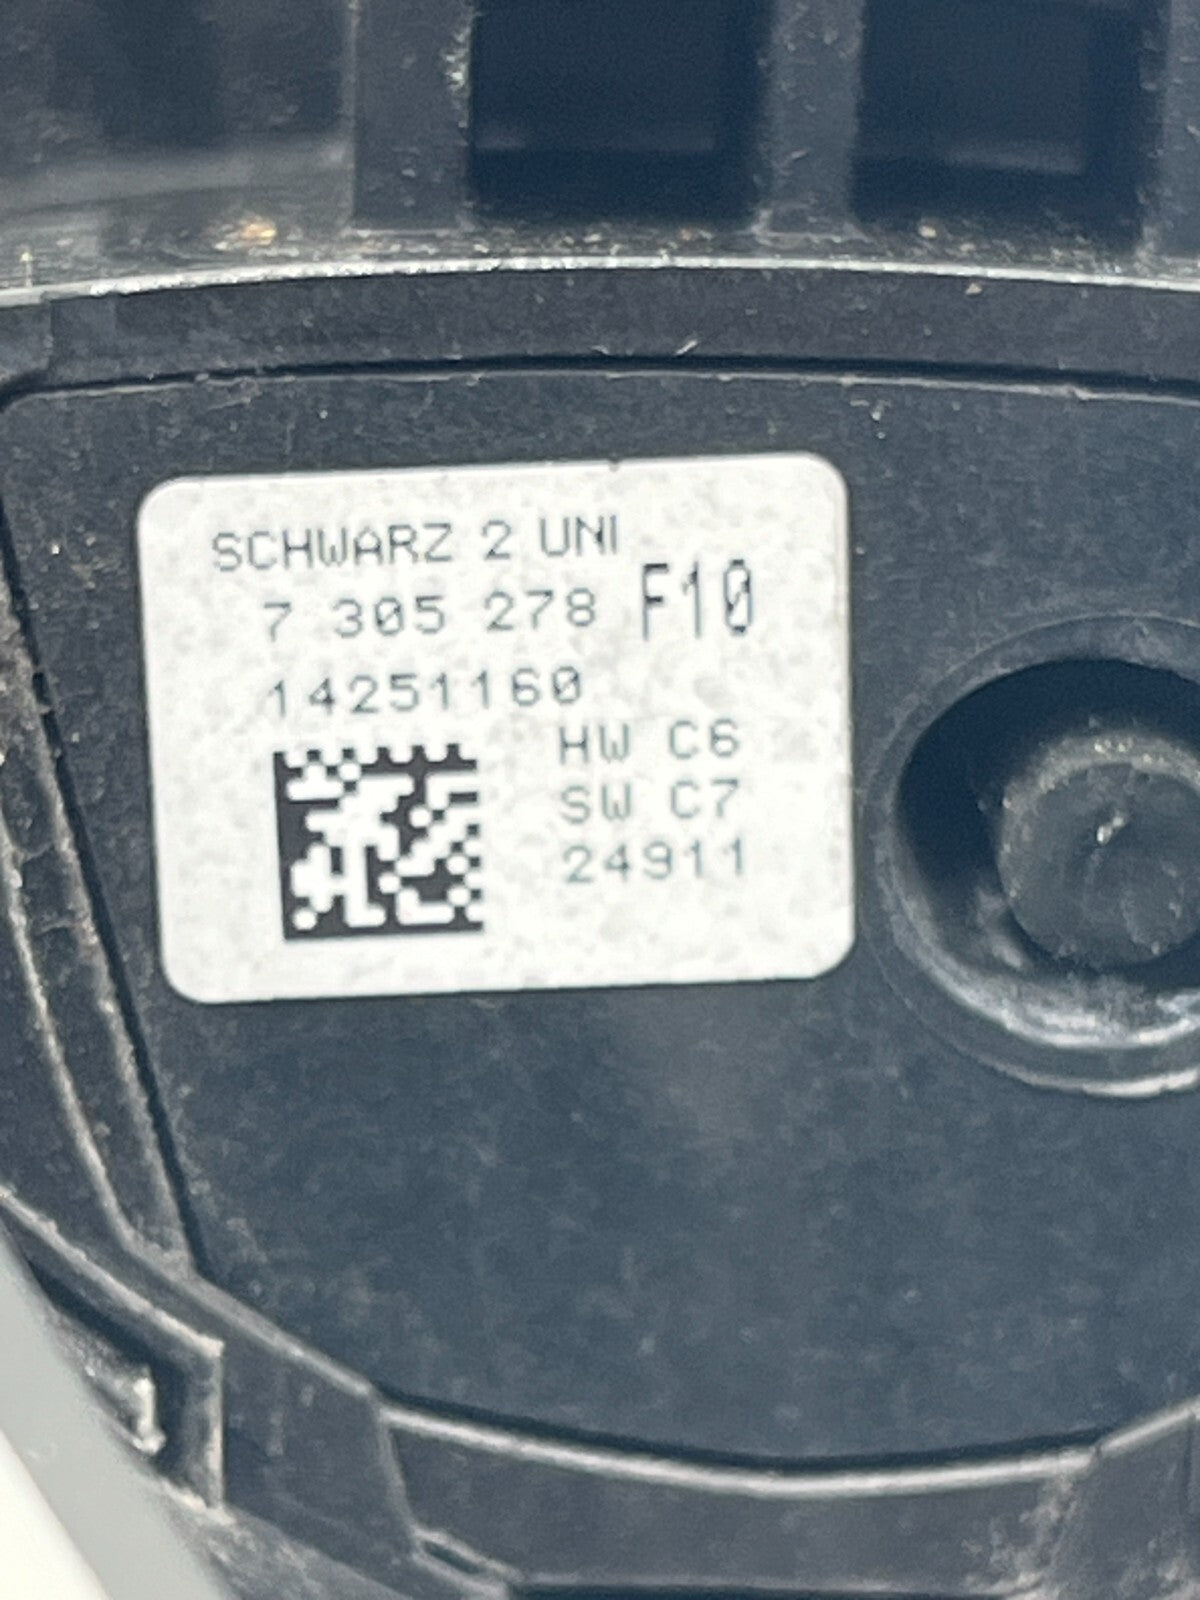 SCHWARZ 2 UNI
7 305 278 F10
14251160
HW C6
SW C7
24911